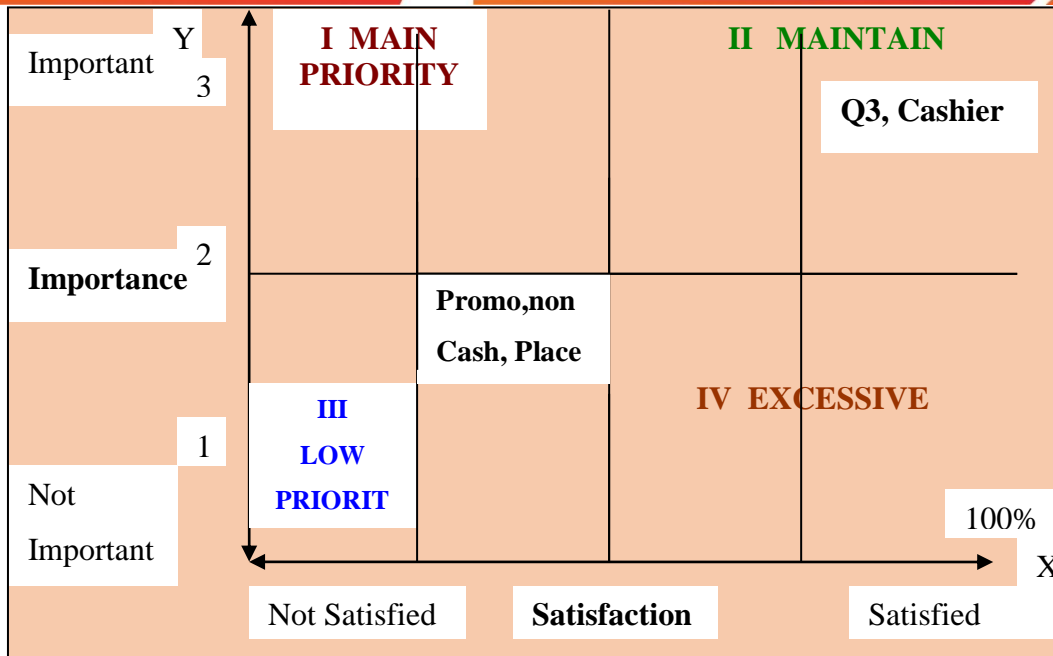 Important
Y
3
I MAIN
PRIORITY
II MAINTAIN
Q3, Cashier
Importance
2
Promo,non
Cash, Place
III
LOW
PRIORIT
IV EXCESSIVE
1
Not
Important
100%
X
Not Satisfied
Satisfaction
Satisfied